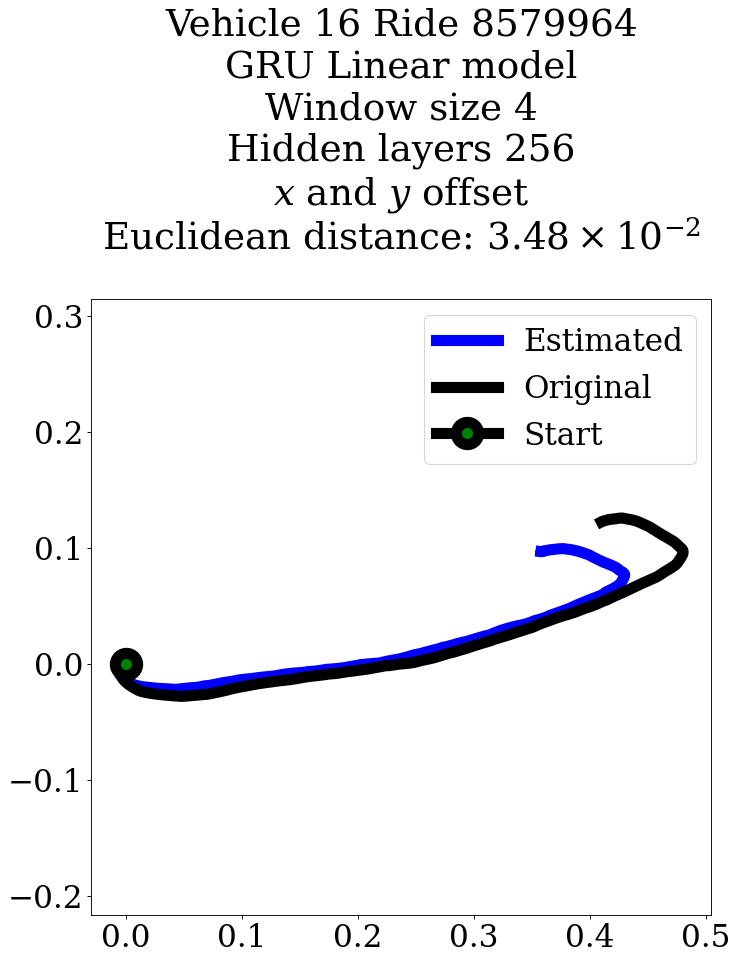 Vehicle 16 Ride 8579964
GRU Linear model
Window size 4
Hidden layers 256
x and y offset
Euclidean distance: 3.48 × 10⁻²
Estimated
Original
Start
0.3
0.2
0.1
0.0
−0.1
−0.2
0.0 0.1 0.2 0.3 0.4 0.5